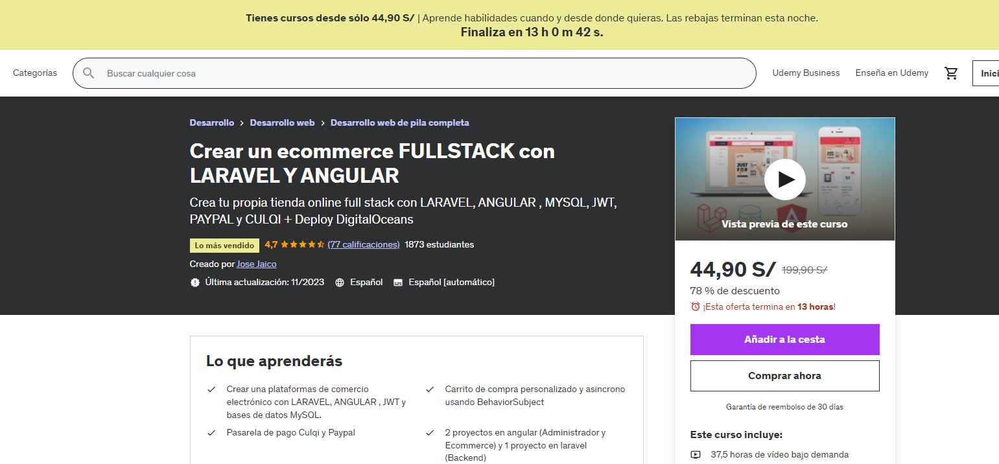 Tienes cursos desde sólo 44,90 S/ | Aprende habilidades cuando y desde donde quieras. Las rebajas terminan esta noche.
Finaliza en 13 h 0 m 42 s.
Categorías
Buscar cualquier cosa
Udemy Business
Enseña en Udemy
Inici
Desarrollo > Desarrollo web > Desarrollo web de pila completa
Crear un ecommerce FULLSTACK con
LARAVEL Y ANGULAR
Crea tu propia tienda online full stack con LARAVEL, ANGULAR , MYSQL, JWT,
PAYPAL y CULQI + Deploy DigitalOceans
Lo más vendido 4,7 (77 calificaciones) 1873 estudiantes
Creado por Jose Jaico
Última actualización: 11/2023 Español Español [automático]
JUST
FOR
Vista previa de este curso
44,90 S/ 199,90 S/
78 % de descuento
¡Esta oferta termina en 13 horas!
Añadir a la cesta
Comprar ahora
Garantía de reembolso de 30 días
Este curso incluye:
37,5 horas de vídeo bajo demanda
Lo que aprenderás
Crear una plataformas de comercio
electrónico con LARAVEL, ANGULAR , JWT y
bases de datos MySQL.
Carrito de compra personalizado y asincrono
usando BehaviorSubject
Pasarela de pago Culqi y Paypal
2 proyectos en angular (Administrador y
Ecommerce) y 1 proyecto en laravel
(Backend)